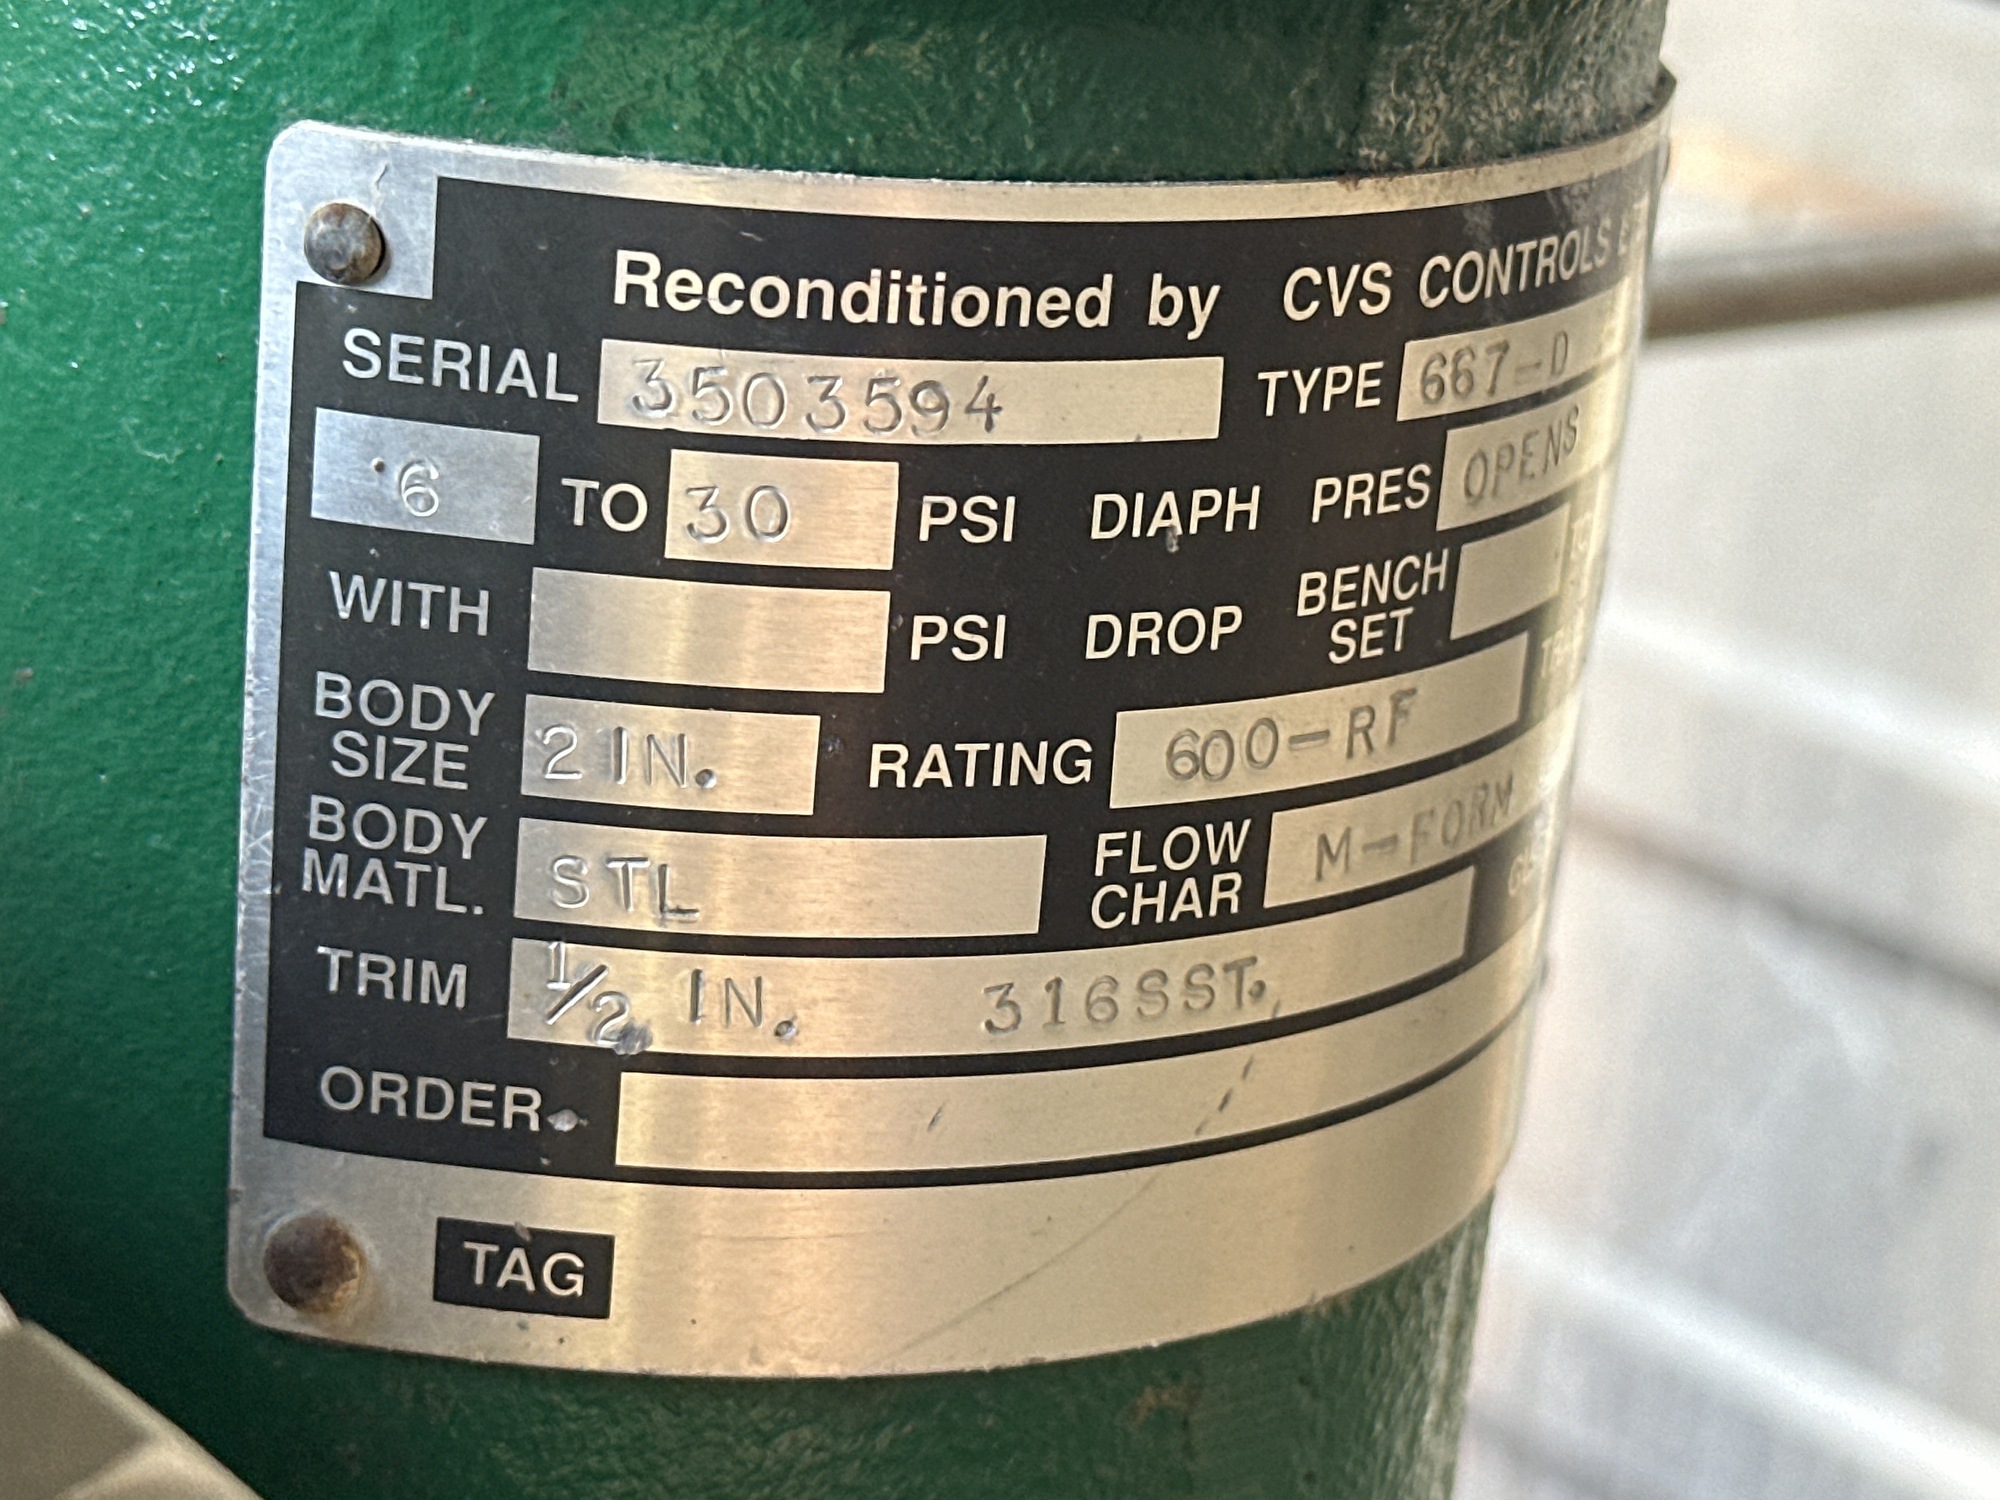 Reconditioned by CVS CONTROLS
SERIAL 3503594 TYPE 667-D
6 TO 30 PSI DIAPH PRES OPENS
WITH PSI DROP BENCH SET TO
BODY SIZE 2 IN. RATING 600-RF
BODY MATL. STL FLOW CHAR M-FORM
TRIM 1/2 IN. 316SST.
ORDER
TAG